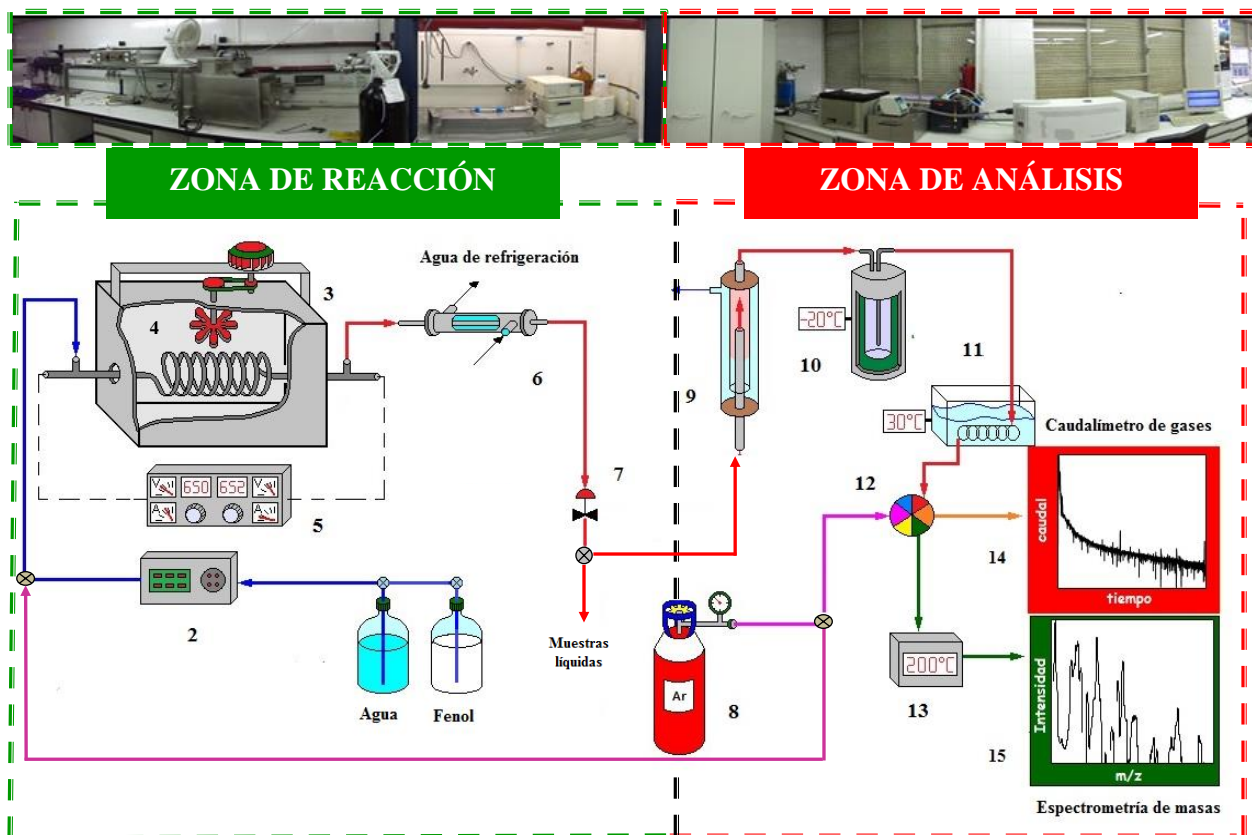 ZONA DE REACCIÓN
ZONA DE ANÁLISIS
Agua de refrigeración
3
4
6
5
V
650
652
V
A
A
7
2
Agua
Fenol
Muestras
líquidas
9
-20°C
10
11
30°C
12
Caudalímetro de gases
caudal
tiempo
14
Ar
8
200°C
13
Intensidad
m/z
15
Espectrometría de masas